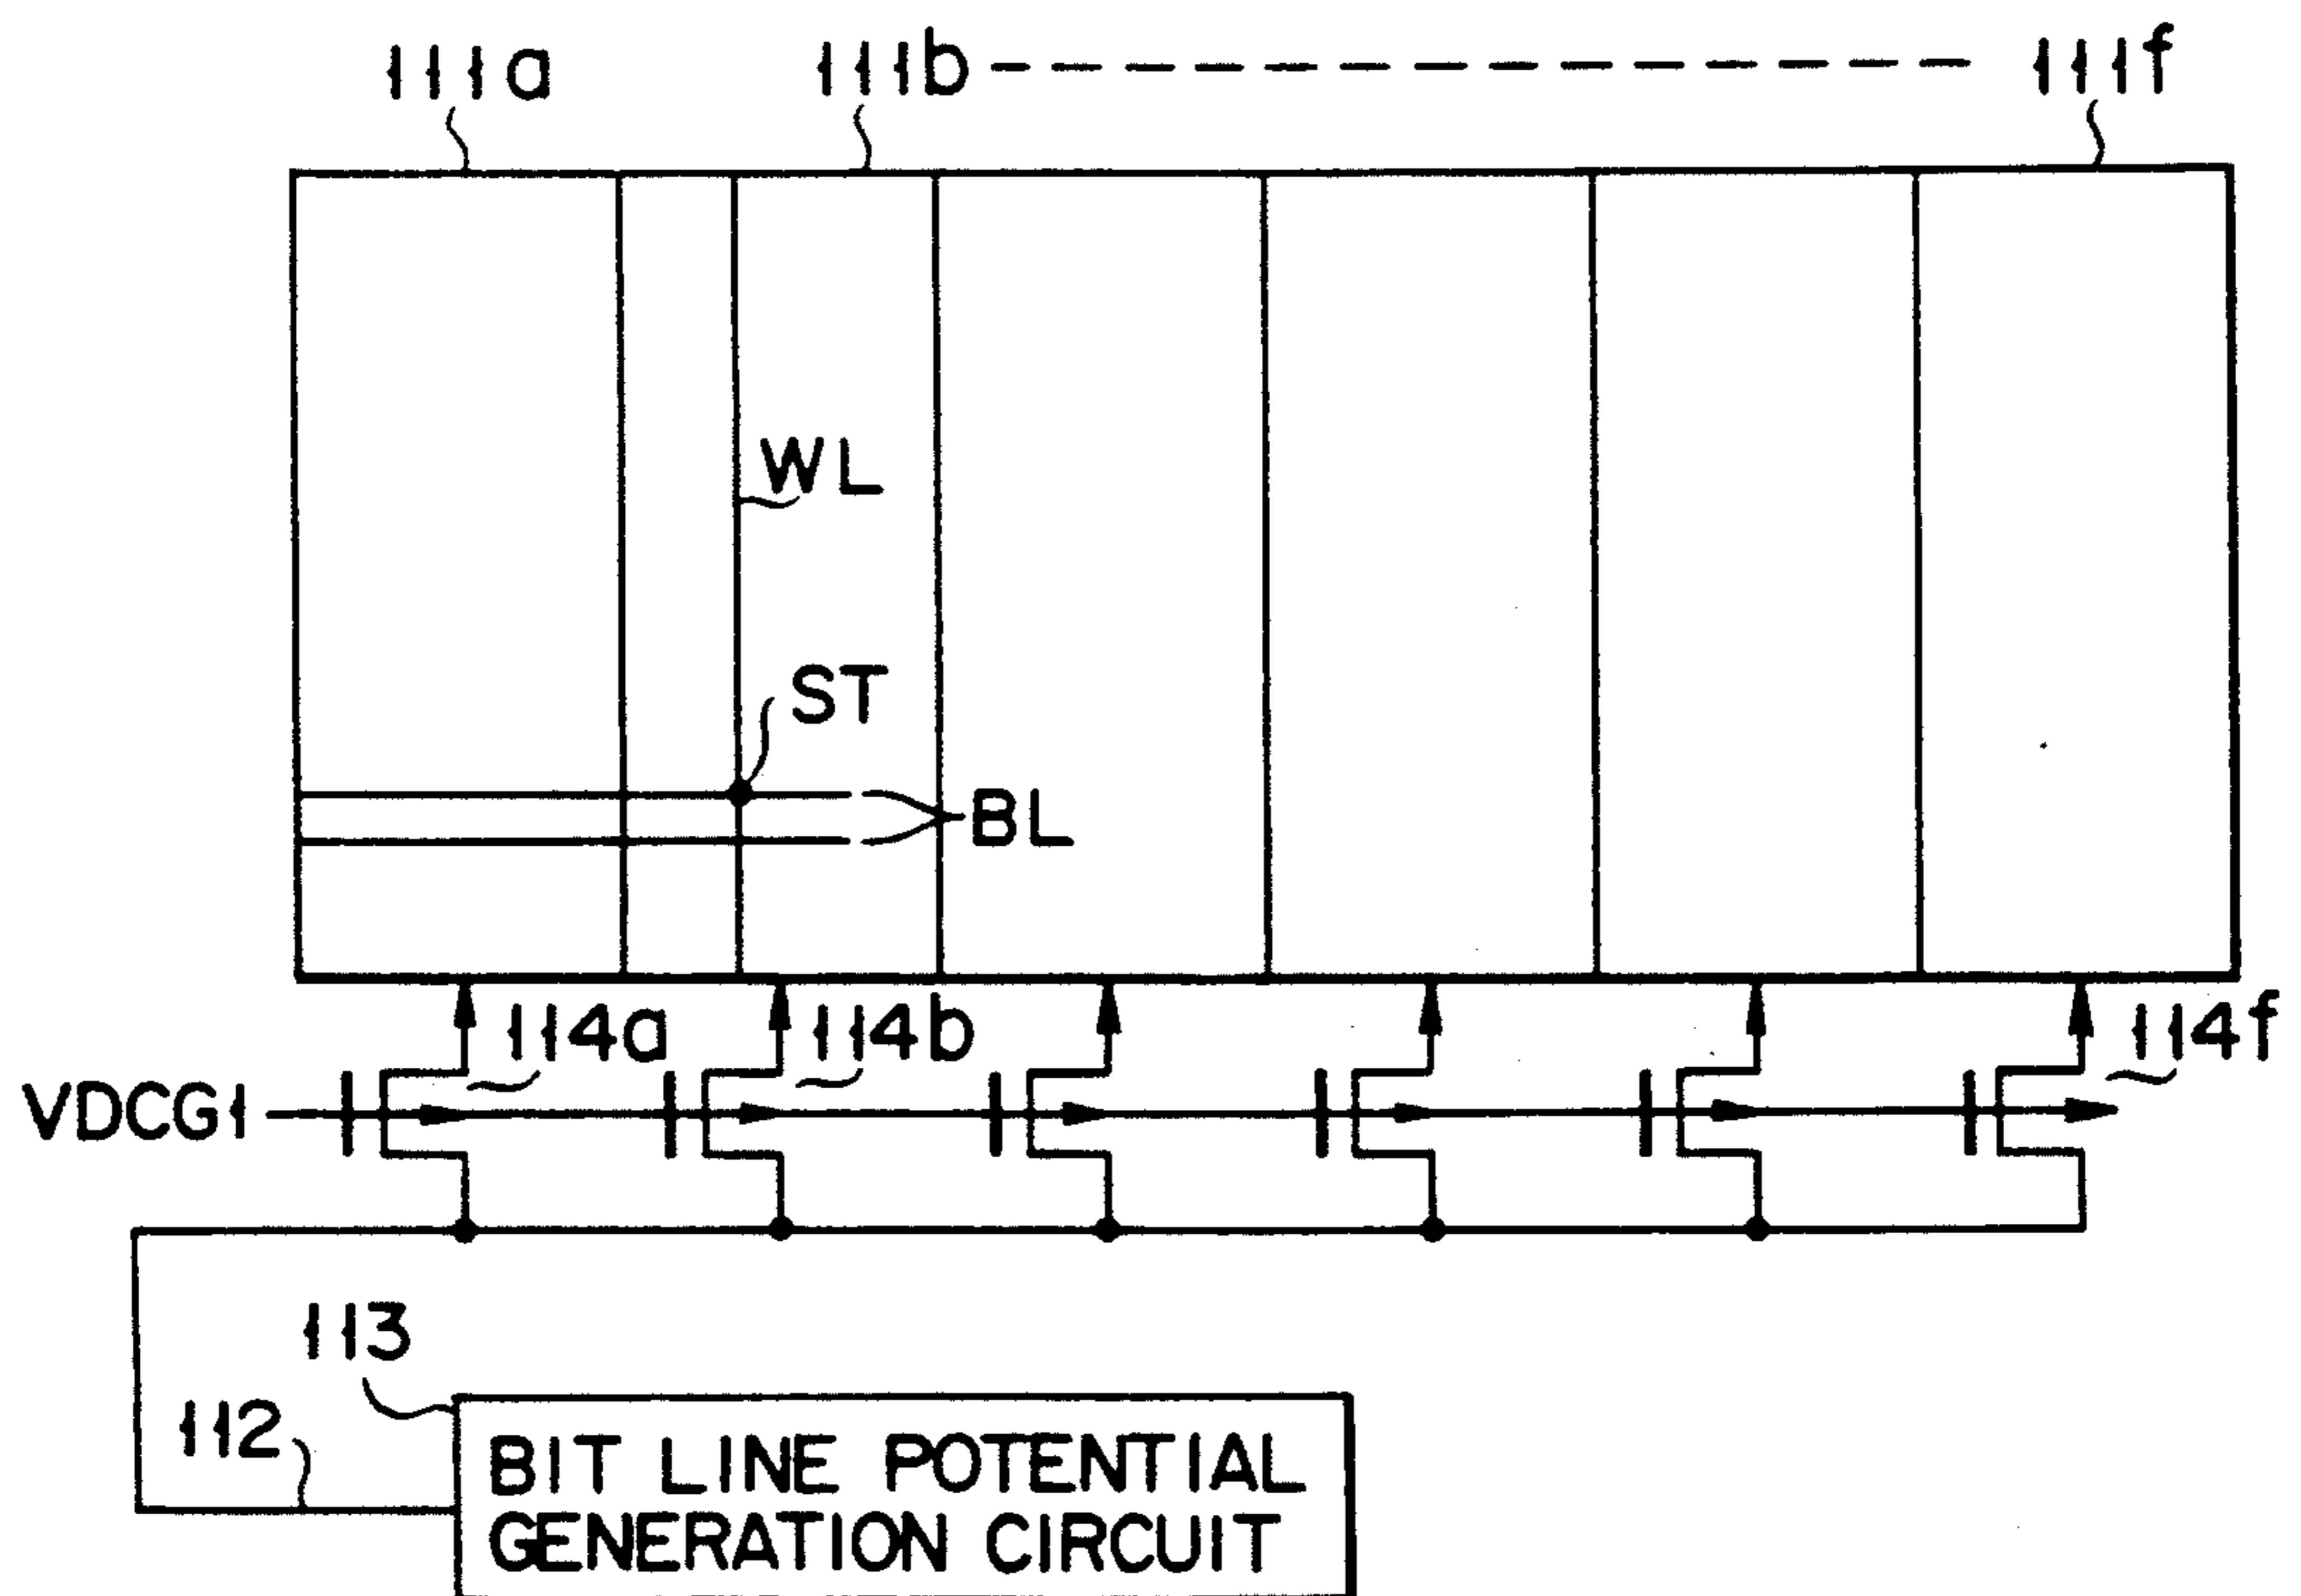 111a 111b 111f
WL
ST
BL
114a 114b 114f
VDCG1
113
112
BIT LINE POTENTIAL
GENERATION CIRCUIT